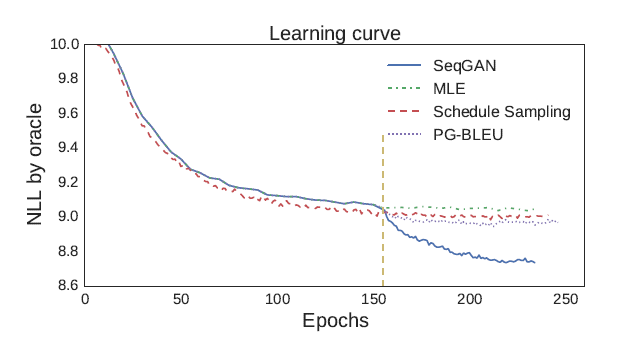 Learning curve
10.0
9.8
9.6
9.4
9.2
9.0
8.8
8.6
NLL by oracle
SeqGAN
MLE
Schedule Sampling
PG-BLEU
0 50 100 150 200 250
Epochs